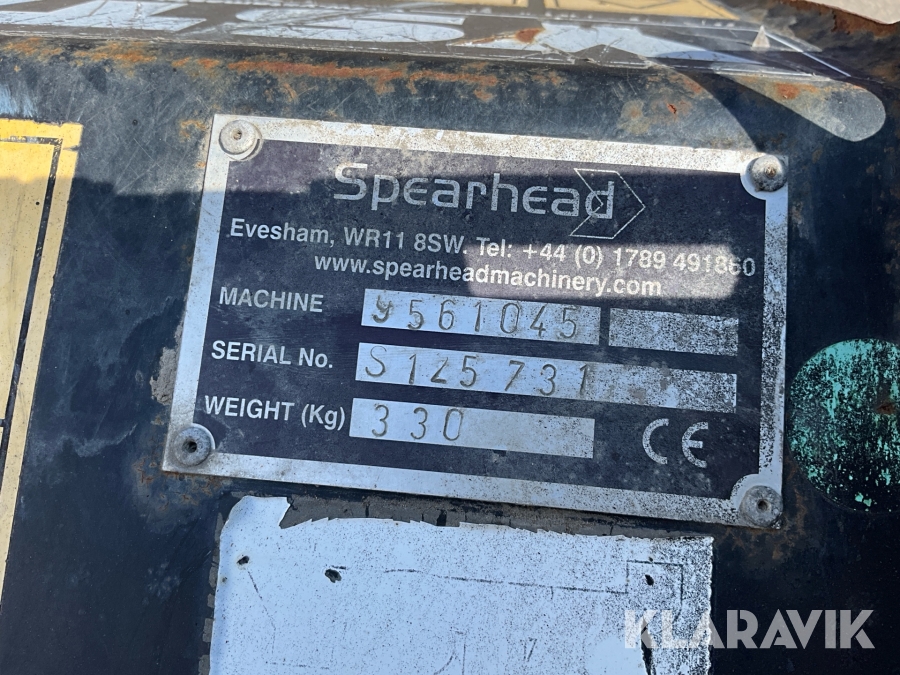 Spearhead
Evesham, WR11 8SW. Tel: +44 (0) 1789 491860
www.spearheadmachinery.com
MACHINE 9561045
SERIAL No. S125731
WEIGHT (Kg) 330
CE
KLARAVIK